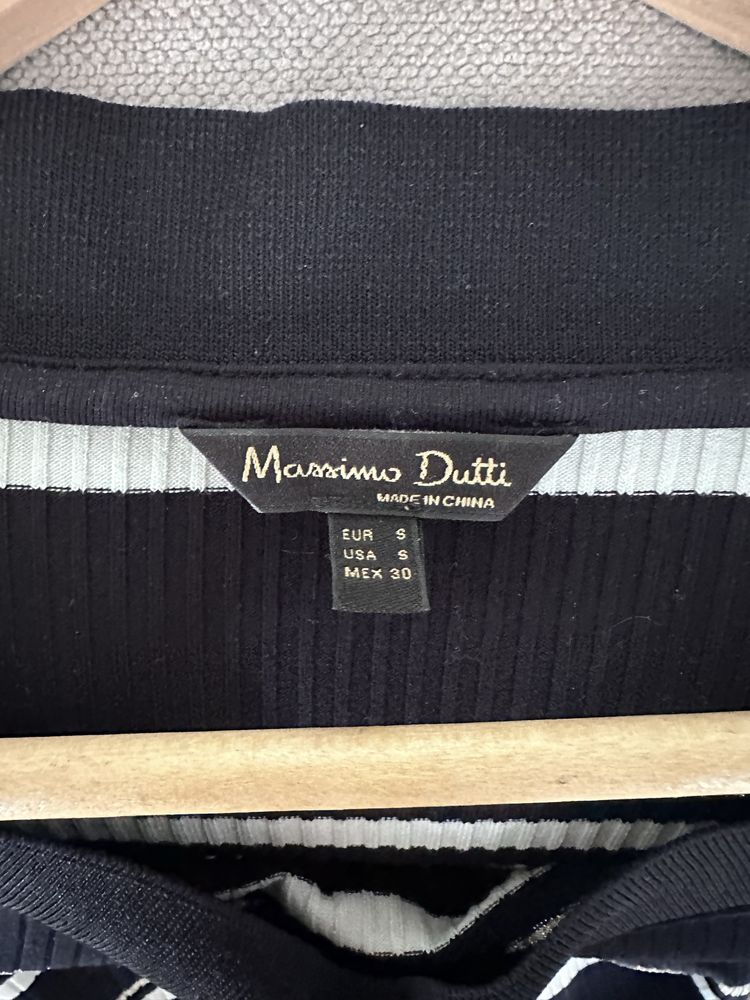 Massimo Dutti
MADE IN CHINA
EUR S
USA S
MEX 30